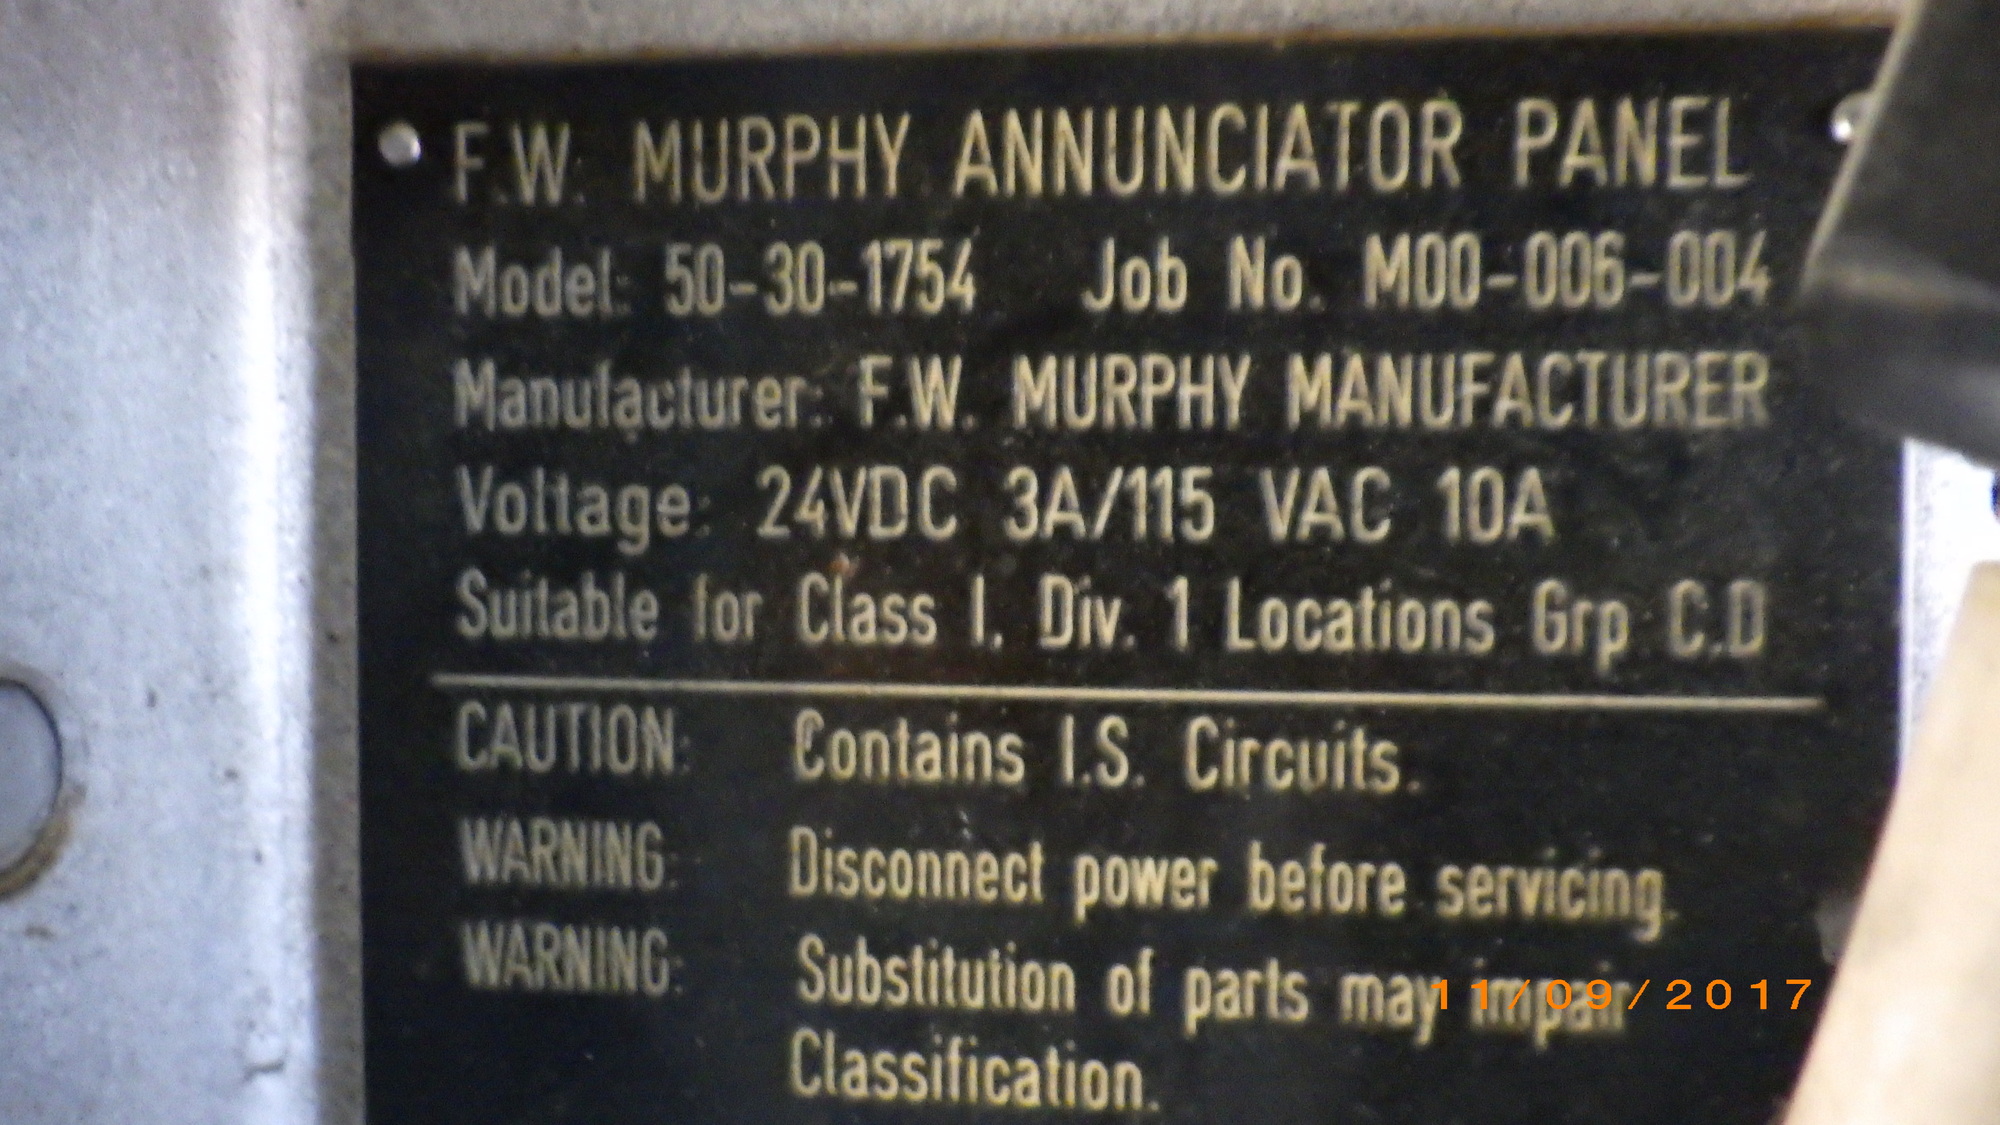 F.W. MURPHY ANNUNCIATOR PANEL
Model: 50-30-1754 Job No. M00-006-004
Manufacturer: F.W. MURPHY MANUFACTURER
Voltage: 24VDC 3A/115 VAC 10A
Suitable for Class I, Div. 1 Locations Grp C.D
CAUTION: Contains I.S. Circuits.
WARNING: Disconnect power before servicing.
WARNING: Substitution of parts may impair
Classification.
11/09/2017